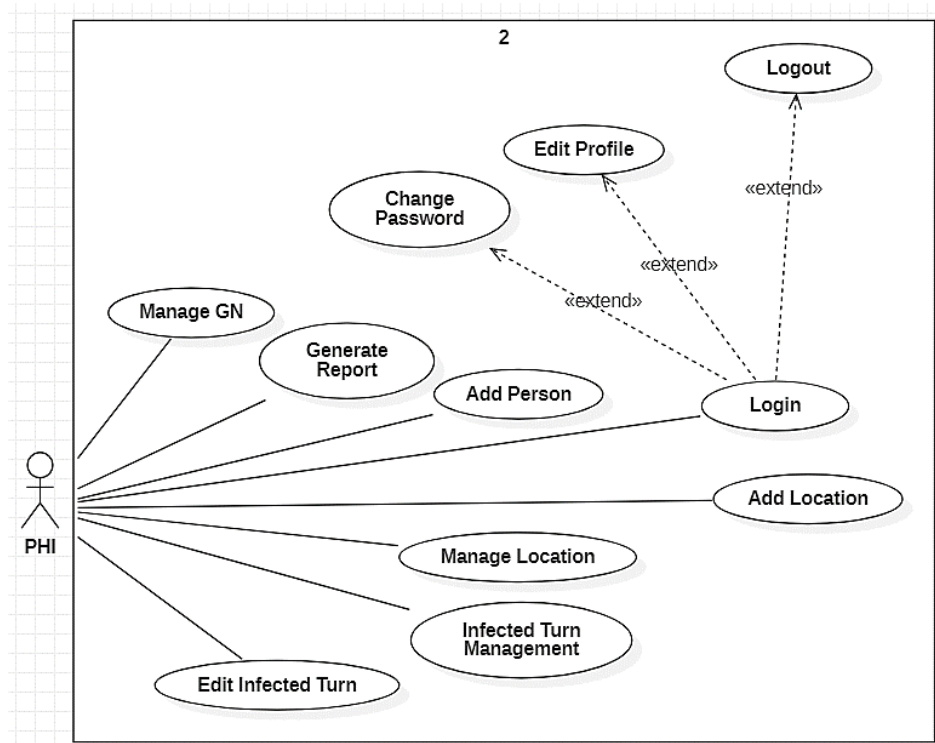 2
Logout
Edit Profile
Change
Password
«extend»
«extend»
«extend»
Manage GN
Generate
Report
Add Person
Login
Add Location
PHI
Manage Location
Infected Turn
Management
Edit Infected Turn